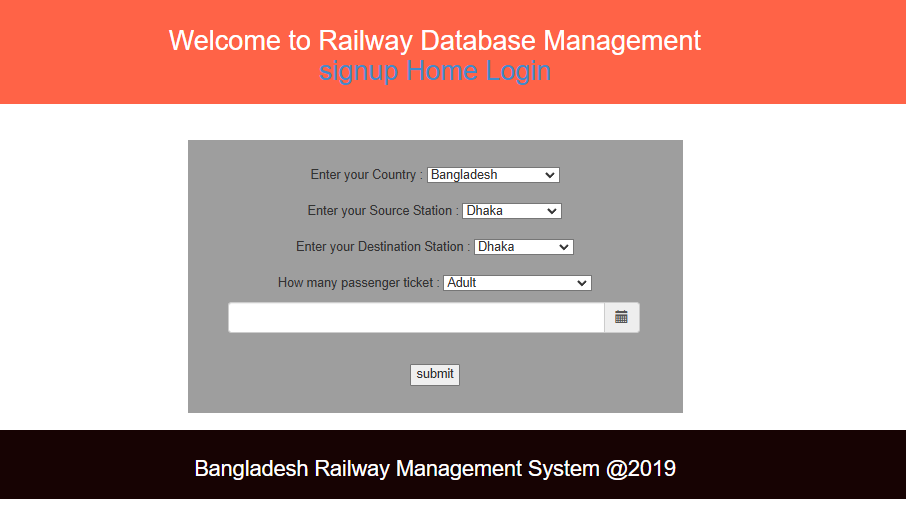 Welcome to Railway Database Management
signup Home Login
Enter your Country : Bangladesh
Enter your Source Station : Dhaka
Enter your Destination Station : Dhaka
How many passenger ticket : Adult
submit
Bangladesh Railway Management System @2019